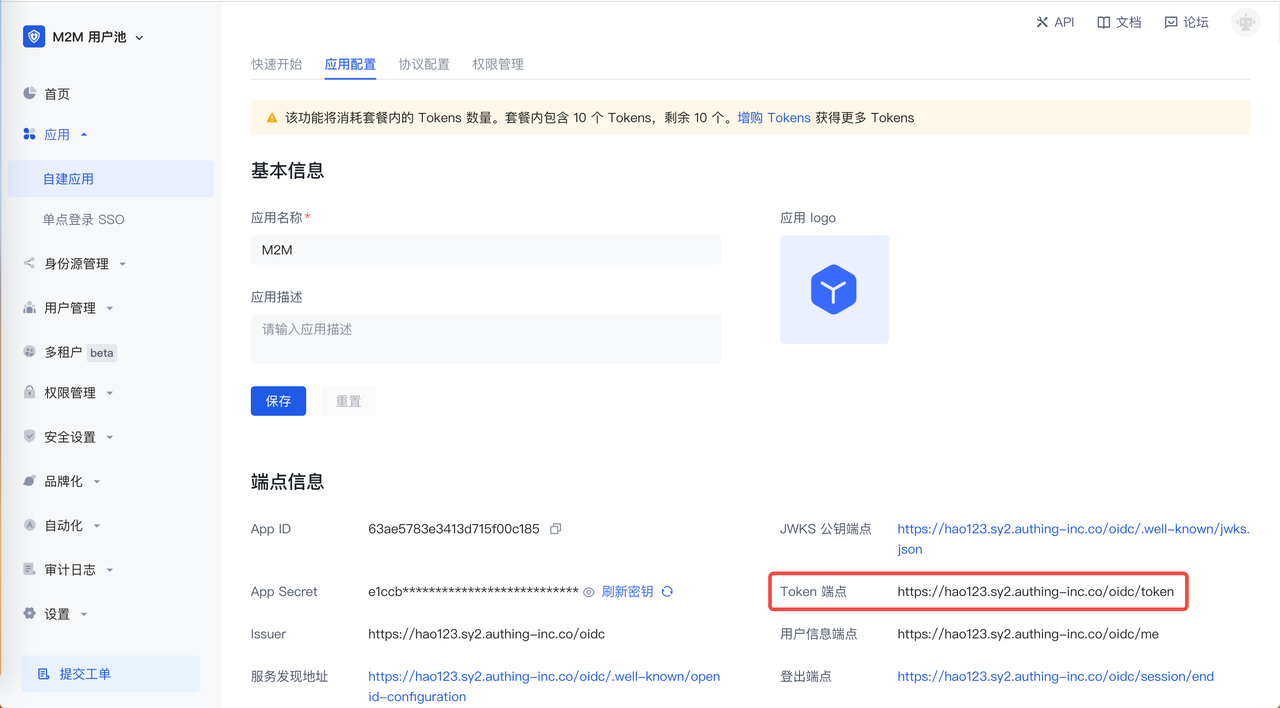 M2M 用户池
API
文档
论坛
首页
应用
自建应用
单点登录 SSO
身份源管理
用户管理
多租户 beta
权限管理
安全设置
品牌化
自动化
审计日志
设置
提交工单
快速开始
应用配置
协议配置
权限管理
该功能将消耗套餐内的 Tokens 数量。套餐内包含 10 个 Tokens，剩余 10 个。增购 Tokens 获得更多 Tokens
基本信息
应用名称*
M2M
应用 logo
应用描述
请输入应用描述
保存
重置
端点信息
App ID
63ae5783e3413d715f00c185
JWKS 公钥端点
https://hao123.sy2.authing-inc.co/oidc/.well-known/jwks.
json
App Secret
e1ccb***************************
刷新密钥
Token 端点
https://hao123.sy2.authing-inc.co/oidc/token
Issuer
https://hao123.sy2.authing-inc.co/oidc
用户信息端点
https://hao123.sy2.authing-inc.co/oidc/me
服务发现地址
https://hao123.sy2.authing-inc.co/oidc/.well-known/open
id-configuration
登出端点
https://hao123.sy2.authing-inc.co/oidc/session/end